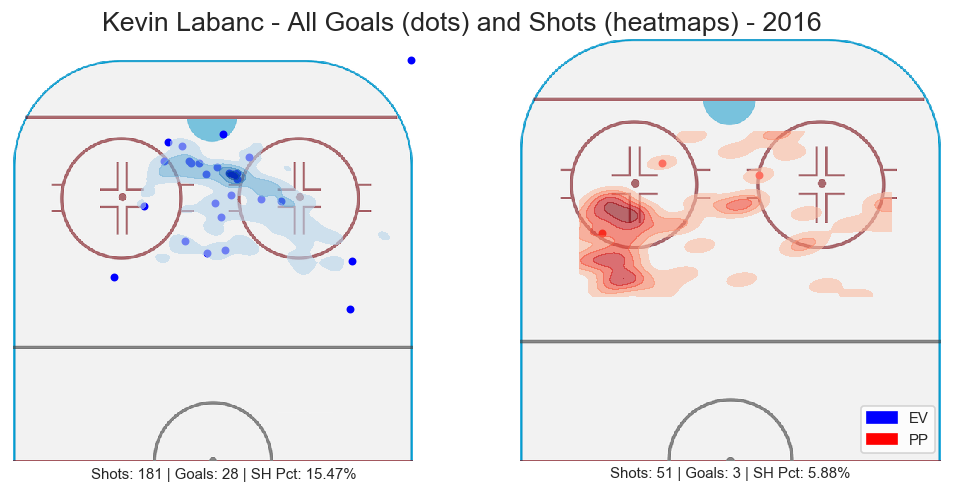 Kevin Labanc - All Goals (dots) and Shots (heatmaps) - 2016
EV
PP
Shots: 181 | Goals: 28 | SH Pct: 15.47%
Shots: 51 | Goals: 3 | SH Pct: 5.88%